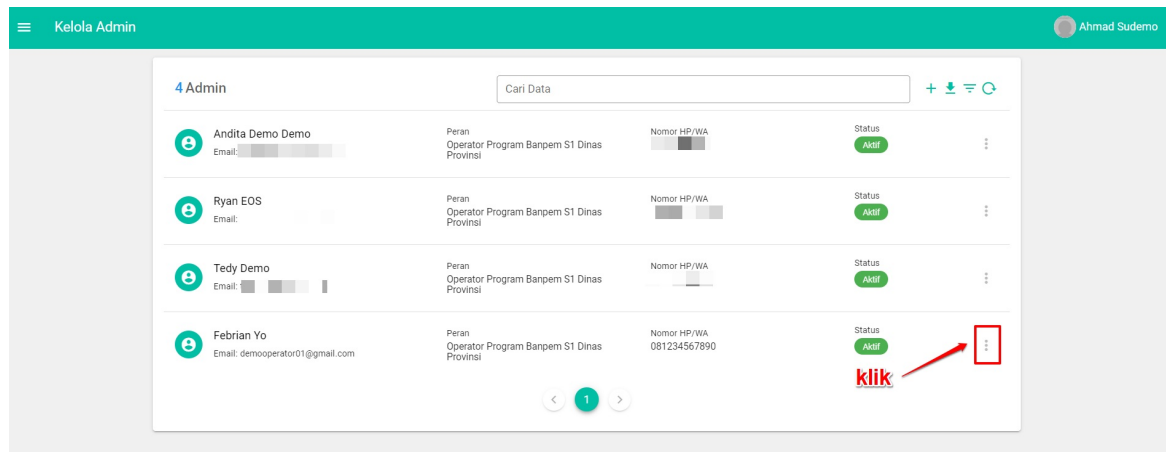 Kelola Admin
Ahmad Sudemo
4 Admin
Cari Data
Andita Demo Demo
Email:
Peran
Operator Program Banpem S1 Dinas
Provinsi
Nomor HP/WA
Status
Aktif
Ryan EOS
Email:
Peran
Operator Program Banpem S1 Dinas
Provinsi
Nomor HP/WA
Status
Aktif
Tedy Demo
Email:
Peran
Operator Program Banpem S1 Dinas
Provinsi
Nomor HP/WA
Status
Aktif
Febrian Yo
Email: demooperator01@gmail.com
Peran
Operator Program Banpem S1 Dinas
Provinsi
Nomor HP/WA
081234567890
Status
Aktif
klik
1